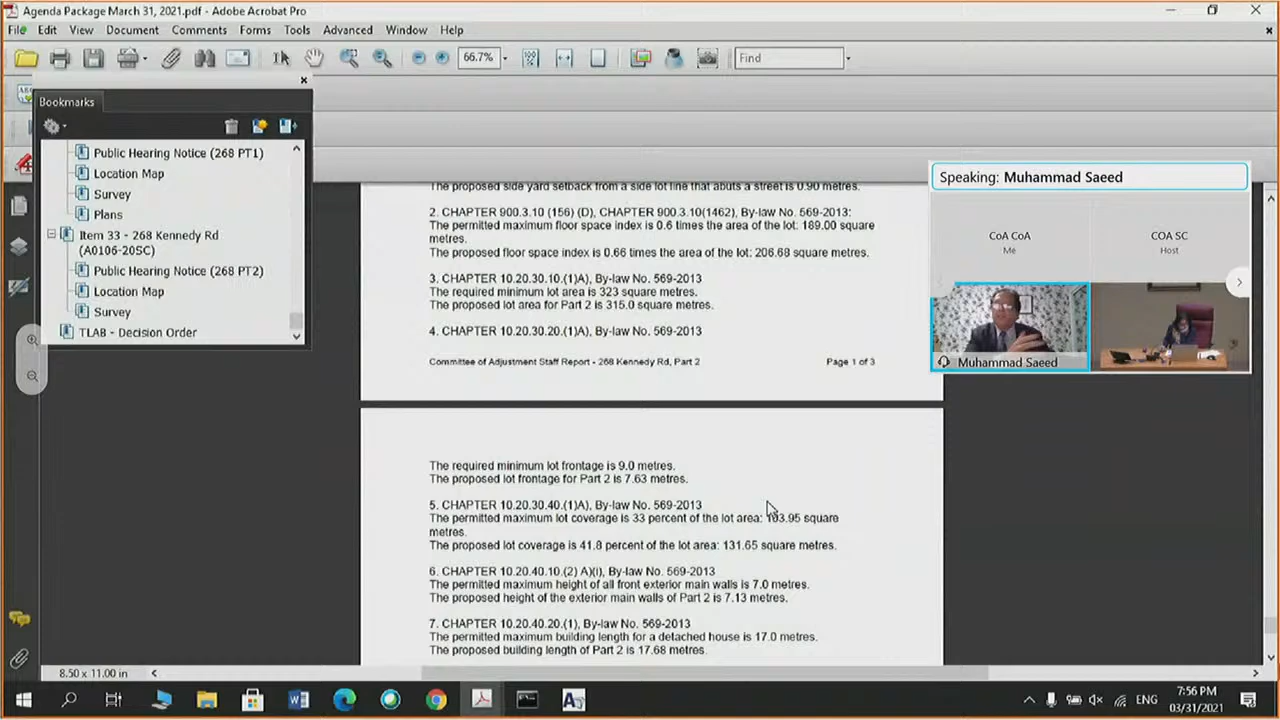 Agenda Package March 31, 2021.pdf - Adobe Acrobat Pro
File Edit View Document Comments Forms Tools Advanced Window Help
66.7%
Find
Bookmarks
Public Hearing Notice (268 PT1)
Location Map
Survey
Plans
Item 33 - 268 Kennedy Rd
(A0106-20SC)
Public Hearing Notice (268 PT2)
Location Map
Survey
TLAB - Decision Order
The proposed side yard setback from a side lot line that abuts a street is 0.90 metres.
2. CHAPTER 900.3.10 (156) (D), CHAPTER 900.3.10(1462), By-law No. 569-2013:
The permitted maximum floor space index is 0.6 times the area of the lot: 189.00 square
metres.
The proposed floor space index is 0.66 times the area of the lot: 206.68 square metres.
3. CHAPTER 10.20.30.10.(1)A), By-law No. 569-2013
The required minimum lot area is 323 square metres.
The proposed lot area for Part 2 is 315.0 square metres.
4. CHAPTER 10.20.30.20.(1)A), By-law No. 569-2013
Committee of Adjustment Staff Report - 268 Kennedy Rd, Part 2 Page 1 of 3
The required minimum lot frontage is 9.0 metres.
The proposed lot frontage for Part 2 is 7.63 metres.
5. CHAPTER 10.20.30.40.(1)A), By-law No. 569-2013
The permitted maximum lot coverage is 33 percent of the lot area: 103.95 square
metres.
The proposed lot coverage is 41.8 percent of the lot area: 131.65 square metres.
6. CHAPTER 10.20.40.10.(2) A)(i), By-law No. 569-2013
The permitted maximum height of all front exterior main walls is 7.0 metres.
The proposed height of the exterior main walls of Part 2 is 7.13 metres.
7. CHAPTER 10.20.40.20.(1), By-law No. 569-2013
The permitted maximum building length for a detached house is 17.0 metres.
The proposed building length of Part 2 is 17.68 metres.
Speaking: Muhammad Saeed
CoA CoA
Me
COA SC
Host
Muhammad Saeed
8.50 x 11.00 in
ENG
7:56 PM
03/31/2021